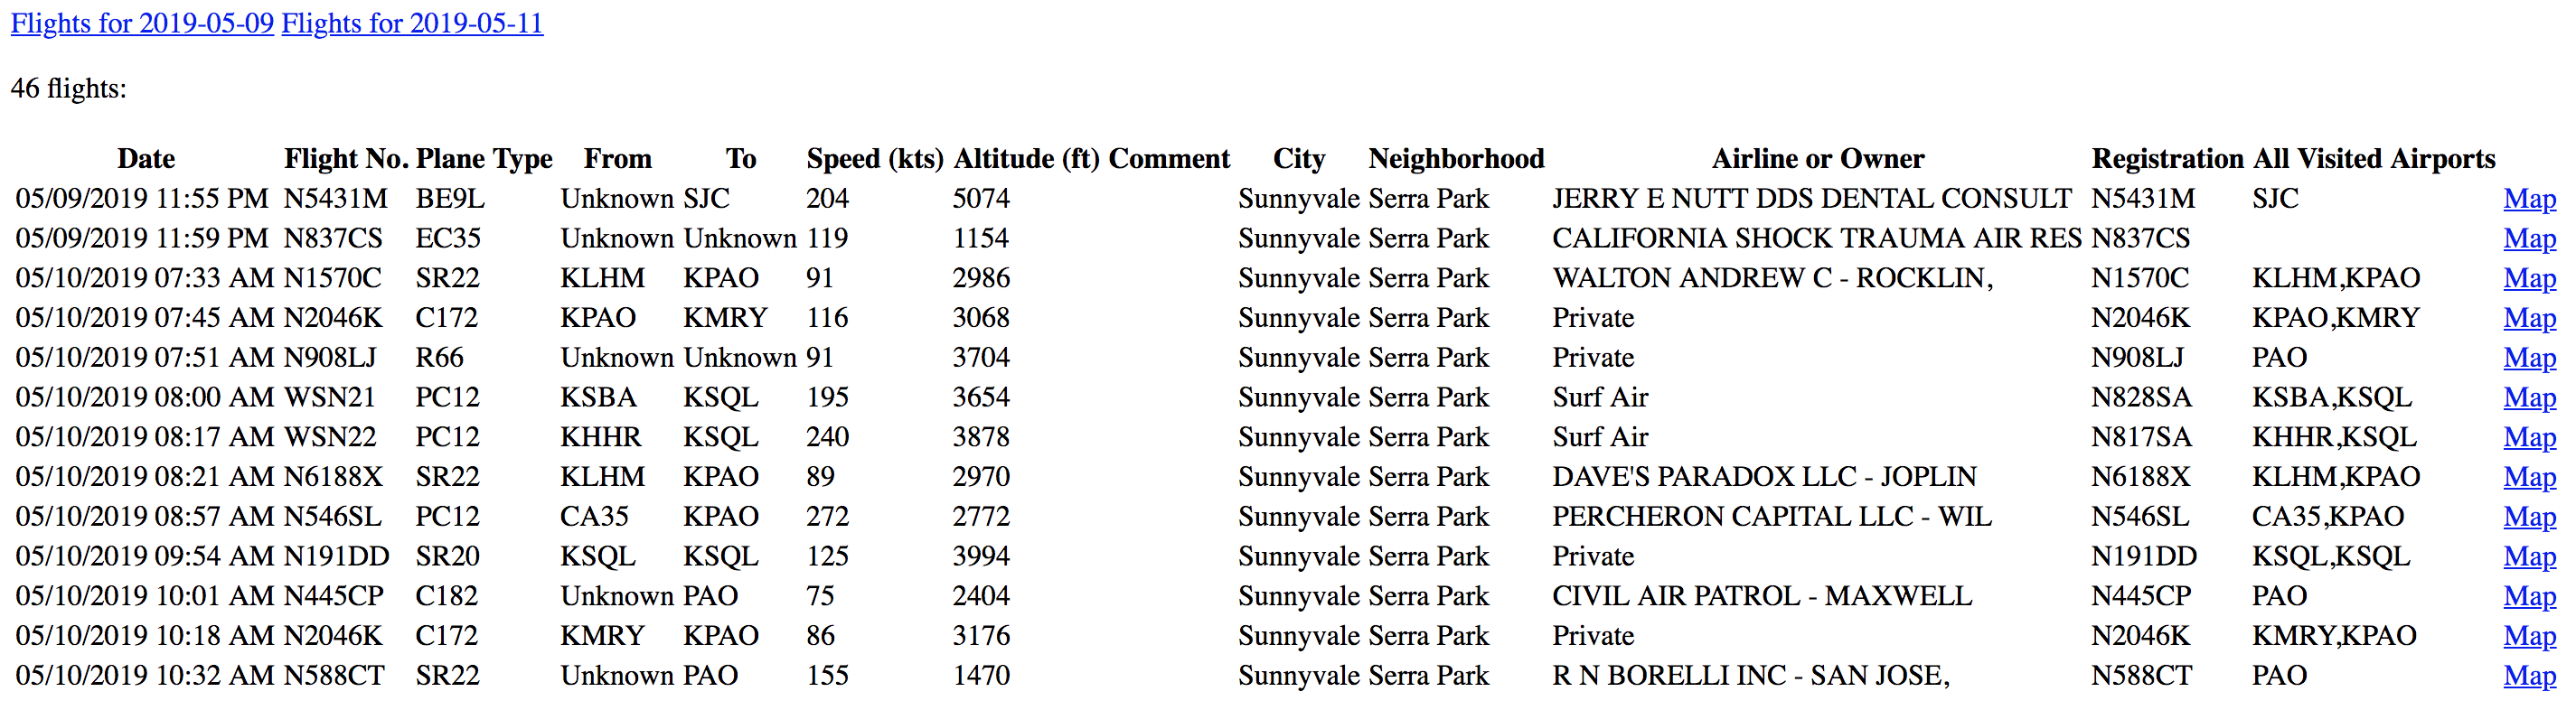 Flights for 2019-05-09 Flights for 2019-05-11
46 flights:
Date Flight No. Plane Type From To Speed (kts) Altitude (ft) Comment City Neighborhood Airline or Owner Registration All Visited Airports
05/09/2019 11:55 PM N5431M BE9L Unknown SJC 204 5074 Sunnyvale Serra Park JERRY E NUTT DDS DENTAL CONSULT N5431M SJC Map
05/09/2019 11:59 PM N837CS EC35 Unknown Unknown 119 1154 Sunnyvale Serra Park CALIFORNIA SHOCK TRAUMA AIR RES N837CS Map
05/10/2019 07:33 AM N1570C SR22 KLHM KPAO 91 2986 Sunnyvale Serra Park WALTON ANDREW C - ROCKLIN, N1570C KLHM,KPAO Map
05/10/2019 07:45 AM N2046K C172 KPAO KMRY 116 3068 Sunnyvale Serra Park Private N2046K KPAO,KMRY Map
05/10/2019 07:51 AM N908LJ R66 Unknown Unknown 91 3704 Sunnyvale Serra Park Private N908LJ PAO Map
05/10/2019 08:00 AM WSN21 PC12 KSBA KSQL 195 3654 Sunnyvale Serra Park Surf Air N828SA KSBA,KSQL Map
05/10/2019 08:17 AM WSN22 PC12 KHHR KSQL 240 3878 Sunnyvale Serra Park Surf Air N817SA KHHR,KSQL Map
05/10/2019 08:21 AM N6188X SR22 KLHM KPAO 89 2970 Sunnyvale Serra Park DAVE'S PARADOX LLC - JOPLIN N6188X KLHM,KPAO Map
05/10/2019 08:57 AM N546SL PC12 CA35 KPAO 272 2772 Sunnyvale Serra Park PERCHERON CAPITAL LLC - WIL N546SL CA35,KPAO Map
05/10/2019 09:54 AM N191DD SR20 KSQL KSQL 125 3994 Sunnyvale Serra Park Private N191DD KSQL,KSQL Map
05/10/2019 10:01 AM N445CP C182 Unknown PAO 75 2404 Sunnyvale Serra Park CIVIL AIR PATROL - MAXWELL N445CP PAO Map
05/10/2019 10:18 AM N2046K C172 KMRY KPAO 86 3176 Sunnyvale Serra Park Private N2046K KMRY,KPAO Map
05/10/2019 10:32 AM N588CT SR22 Unknown PAO 155 1470 Sunnyvale Serra Park R N BORELLI INC - SAN JOSE, N588CT PAO Map